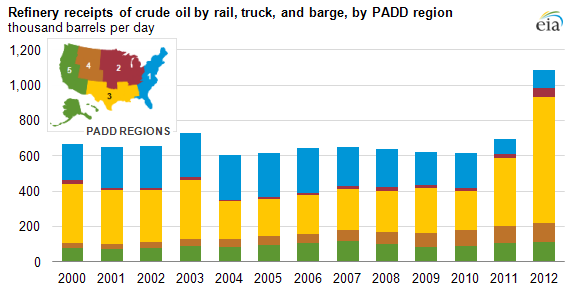 Refinery receipts of crude oil by rail, truck, and barge, by PADD region
thousand barrels per day
eia
1,200
1,000
800
600
400
200
0
5
4
2
1
3
PADD REGIONS
2000 2001 2002 2003 2004 2005 2006 2007 2008 2009 2010 2011 2012